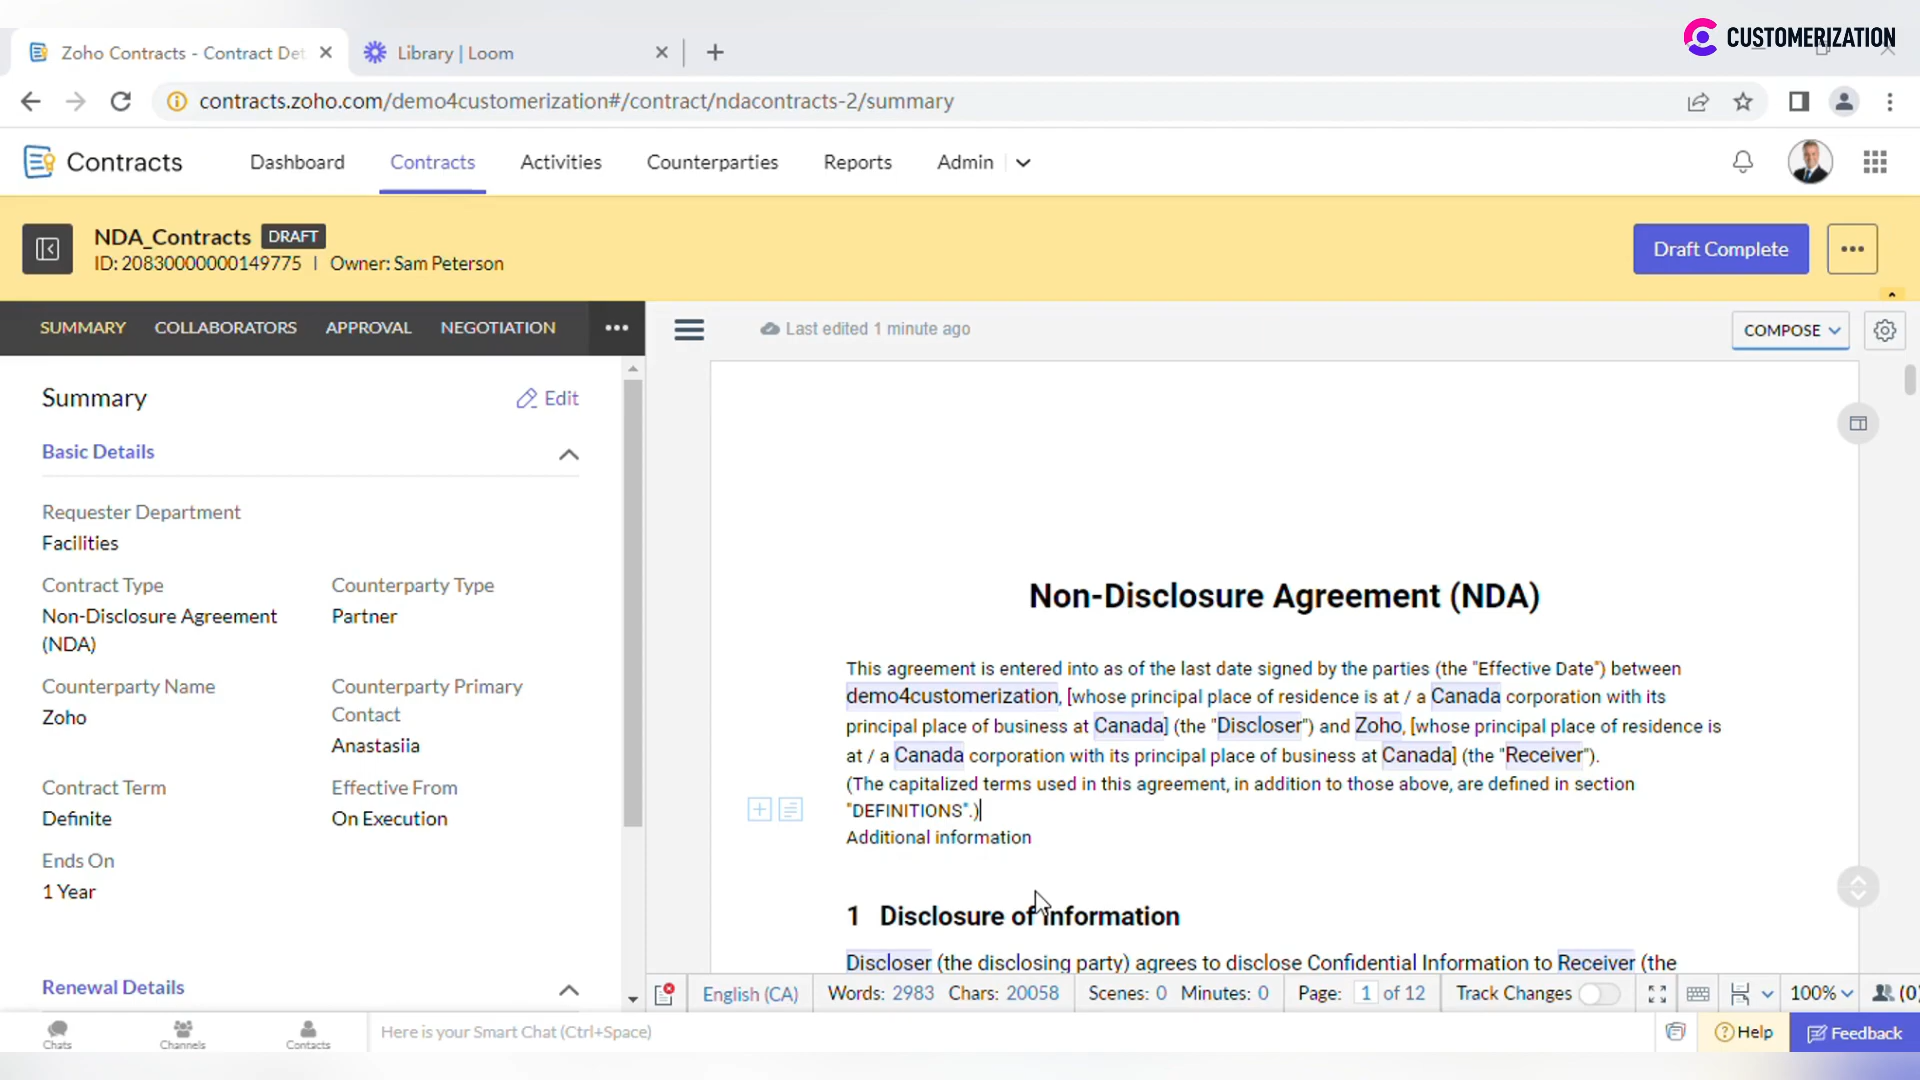 CUSTOMERIZATION
Zoho Contracts - Contract Det
Library | Loom
contracts.zoho.com/demo4customerization#/contract/ndacontracts-2/summary
Contracts
Dashboard
Contracts
Activities
Counterparties
Reports
Admin
NDA_Contracts
DRAFT
ID: 20830000000149775 | Owner: Sam Peterson
Draft Complete
SUMMARY
COLLABORATORS
APPROVAL
NEGOTIATION
Last edited 1 minute ago
COMPOSE
Summary
Edit
Basic Details
Requester Department
Facilities
Contract Type
Non-Disclosure Agreement
(NDA)
Counterparty Type
Partner
Counterparty Name
Zoho
Counterparty Primary
Contact
Anastasiia
Contract Term
Definite
Effective From
On Execution
Ends On
1 Year
Renewal Details
Non-Disclosure Agreement (NDA)
This agreement is entered into as of the last date signed by the parties (the "Effective Date") between
demo4customerization, [whose principal place of residence is at / a Canada corporation with its
principal place of business at Canada] (the "Discloser") and Zoho, [whose principal place of residence is
at / a Canada corporation with its principal place of business at Canada] (the "Receiver").
(The capitalized terms used in this agreement, in addition to those above, are defined in section
"DEFINITIONS".)
Additional information
1 Disclosure of Information
Discloser (the disclosing party) agrees to disclose Confidential Information to Receiver (the
English (CA)
Words: 2983 Chars: 20058
Scenes: 0 Minutes: 0
Page: 1 of 12
Track Changes
100%
(0)
Chats
Channels
Contacts
Here is your Smart Chat (Ctrl+Space)
Help
Feedback